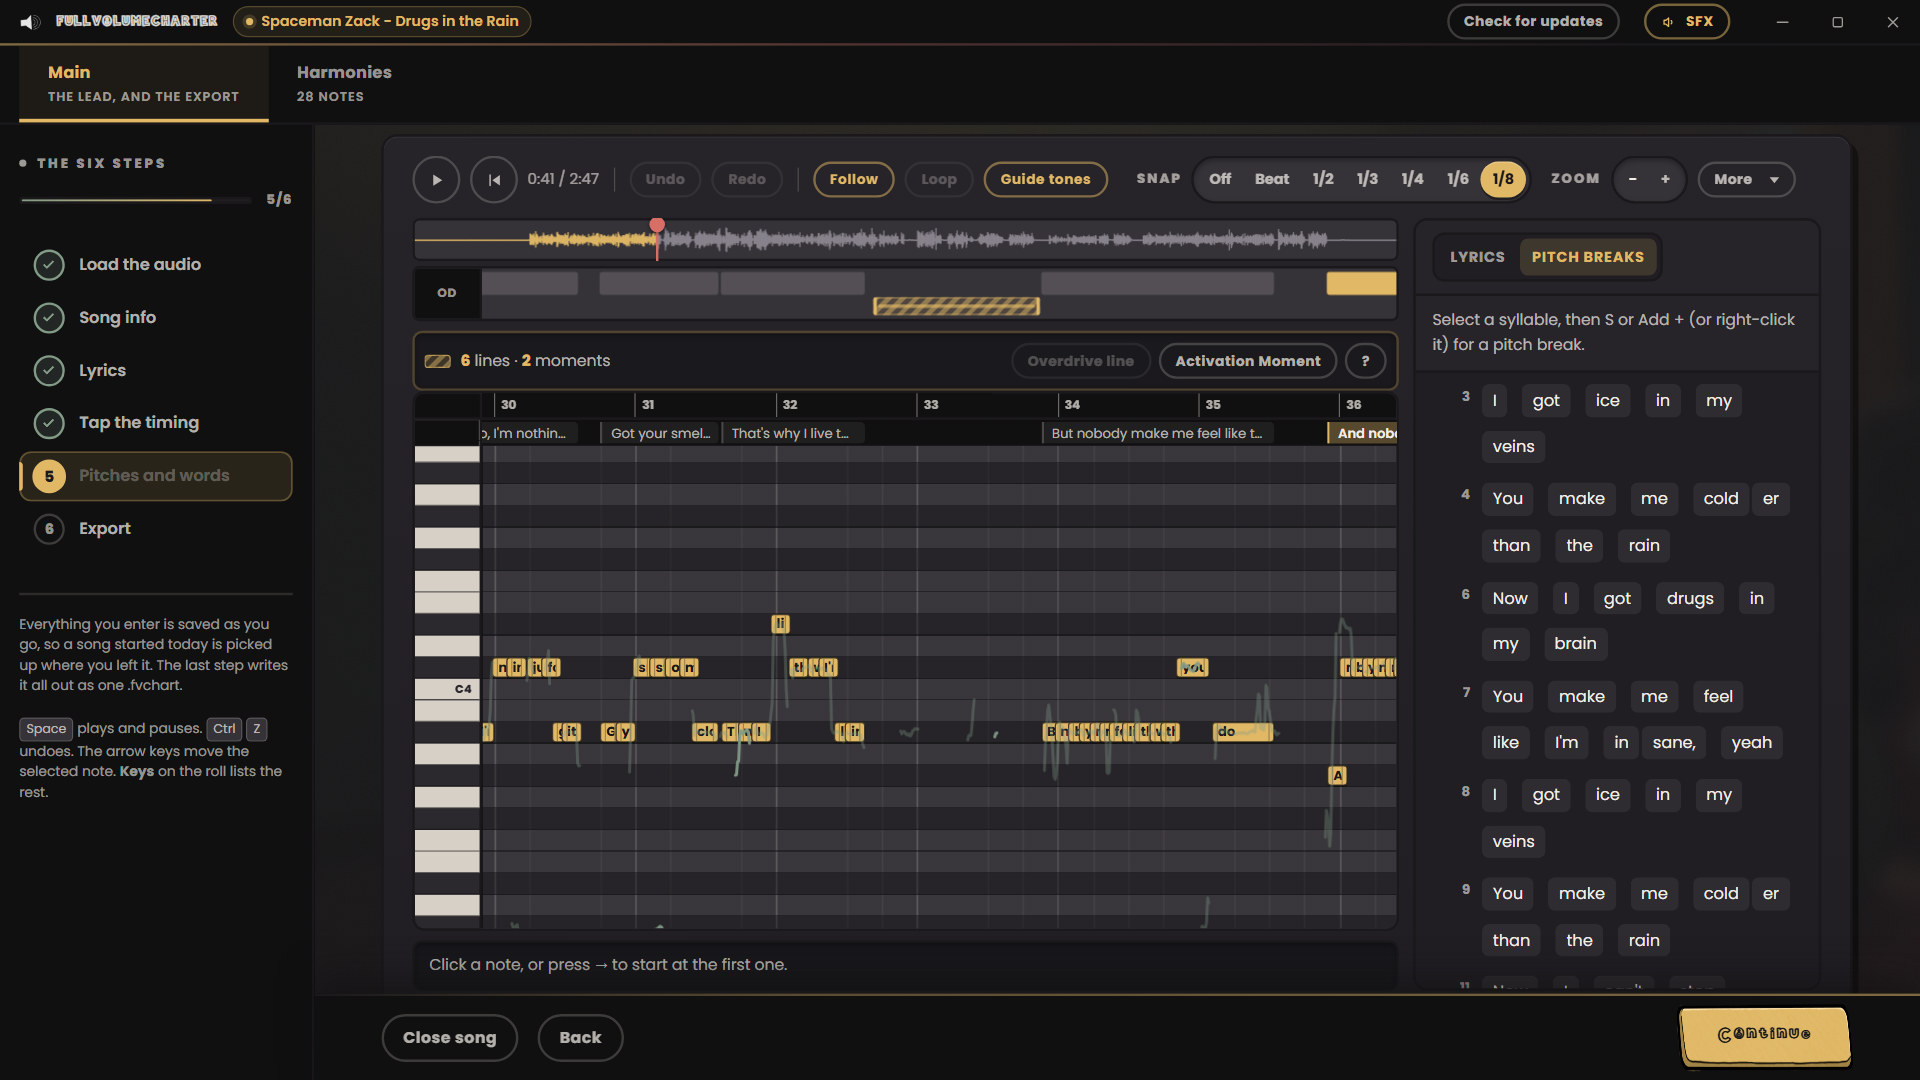 FULLVOLUMECHARTER
Spaceman Zack - Drugs in the Rain
Check for updates
SFX
Main
THE LEAD, AND THE EXPORT
Harmonies
28 NOTES
THE SIX STEPS
5/6
Load the audio
Song info
Lyrics
Tap the timing
5 Pitches and words
6 Export
Everything you enter is saved as you
go, so a song started today is picked
up where you left it. The last step writes
it all out as one .fvchart.
Space plays and pauses. Ctrl Z
undoes. The arrow keys move the
selected note. Keys on the roll lists the
rest.
0:41 / 2:47
Undo
Redo
Follow
Loop
Guide tones
SNAP
Off
Beat
1/2
1/3
1/4
1/6
1/8
ZOOM
-
+
More
OD
6 lines · 2 moments
Overdrive line
Activation Moment
?
30
31
32
33
34
35
36
I'm nothin...
Got your smel...
That's why I live t...
But nobody make me feel like t...
And nob
C4
do
A
Click a note, or press → to start at the first one.
LYRICS
PITCH BREAKS
Select a syllable, then S or Add + (or right-click
it) for a pitch break.
3 I got ice in my
veins
4 You make me cold er
than the rain
6 Now I got drugs in
my brain
7 You make me feel
like I'm in sane, yeah
8 I got ice in my
veins
9 You make me cold er
than the rain
Close song
Back
Continue